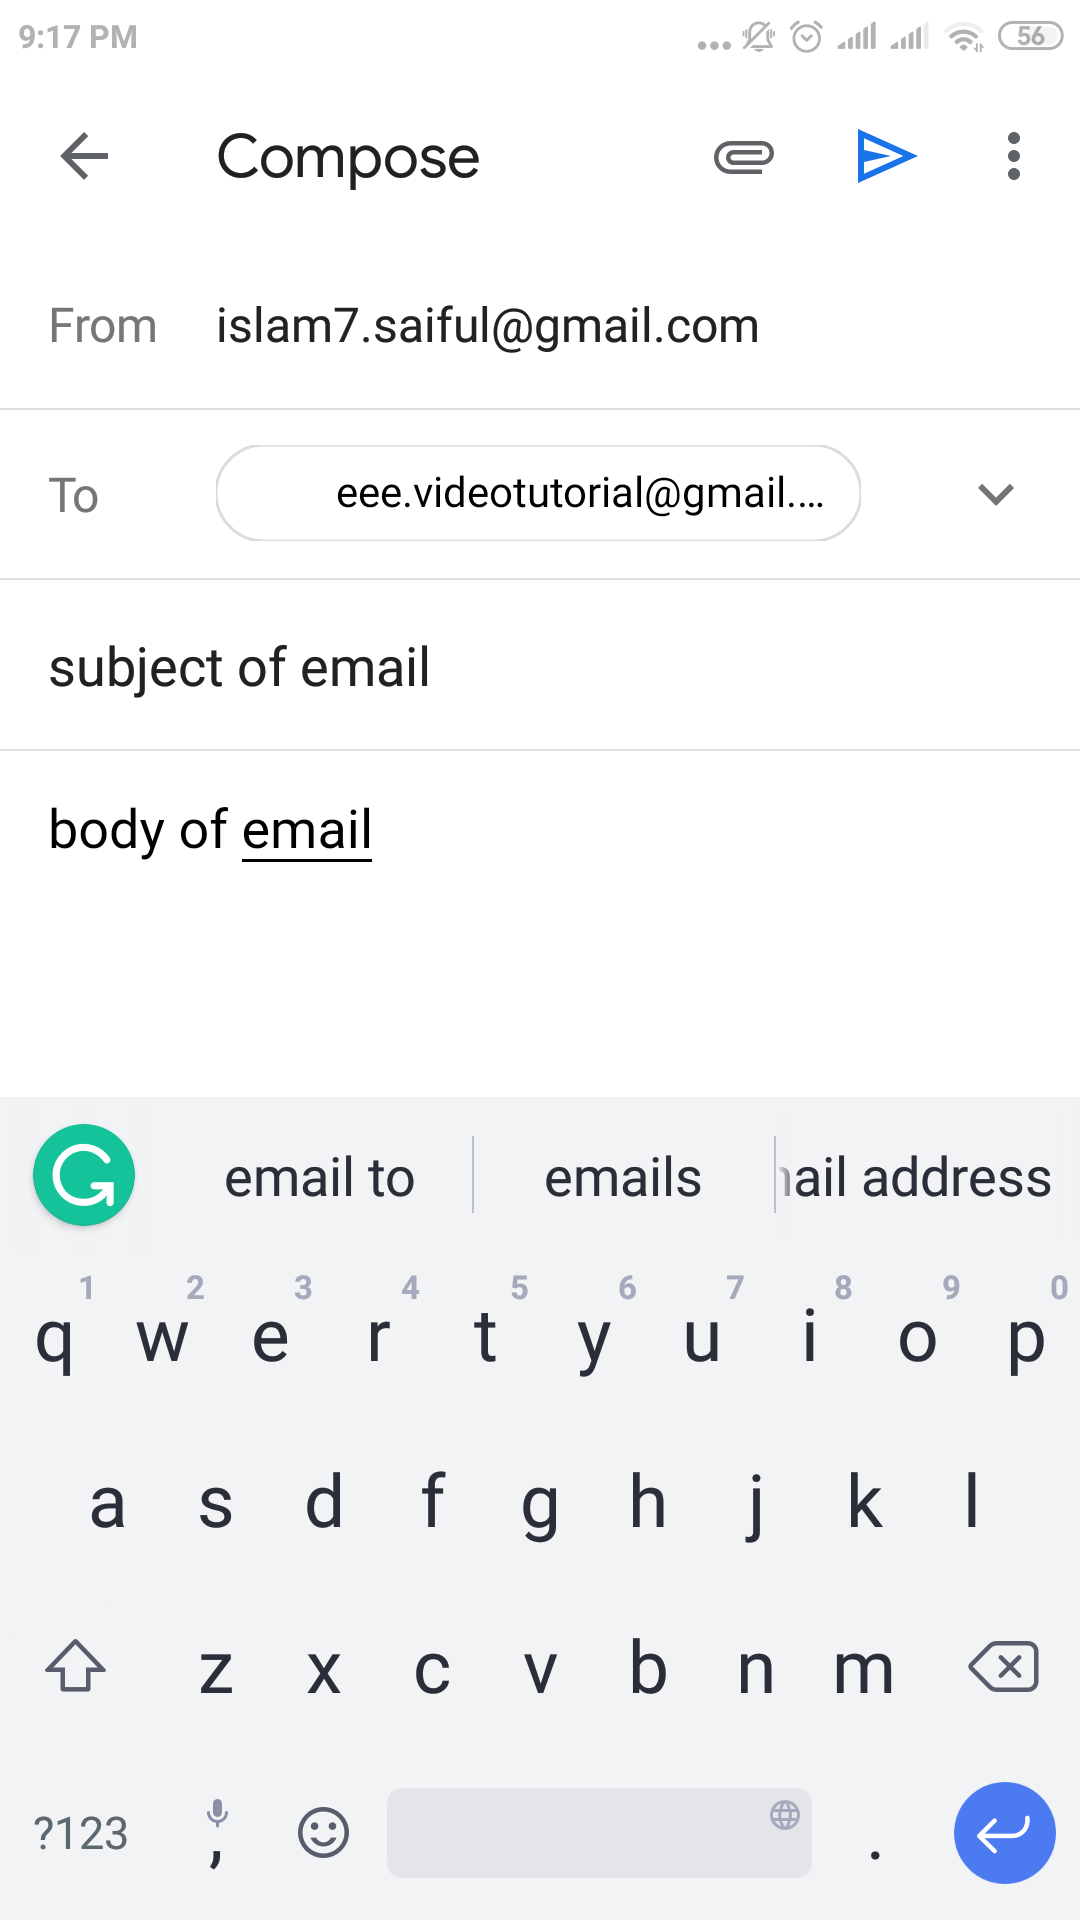 9:17 PM
56
Compose
From islam7.saiful@gmail.com
To eee.videotutorial@gmail.…
subject of email
body of email
email to emails ail address
1 2 3 4 5 6 7 8 9 0
q w e r t y u i o p
a s d f g h j k l
z x c v b n m
?123 , .